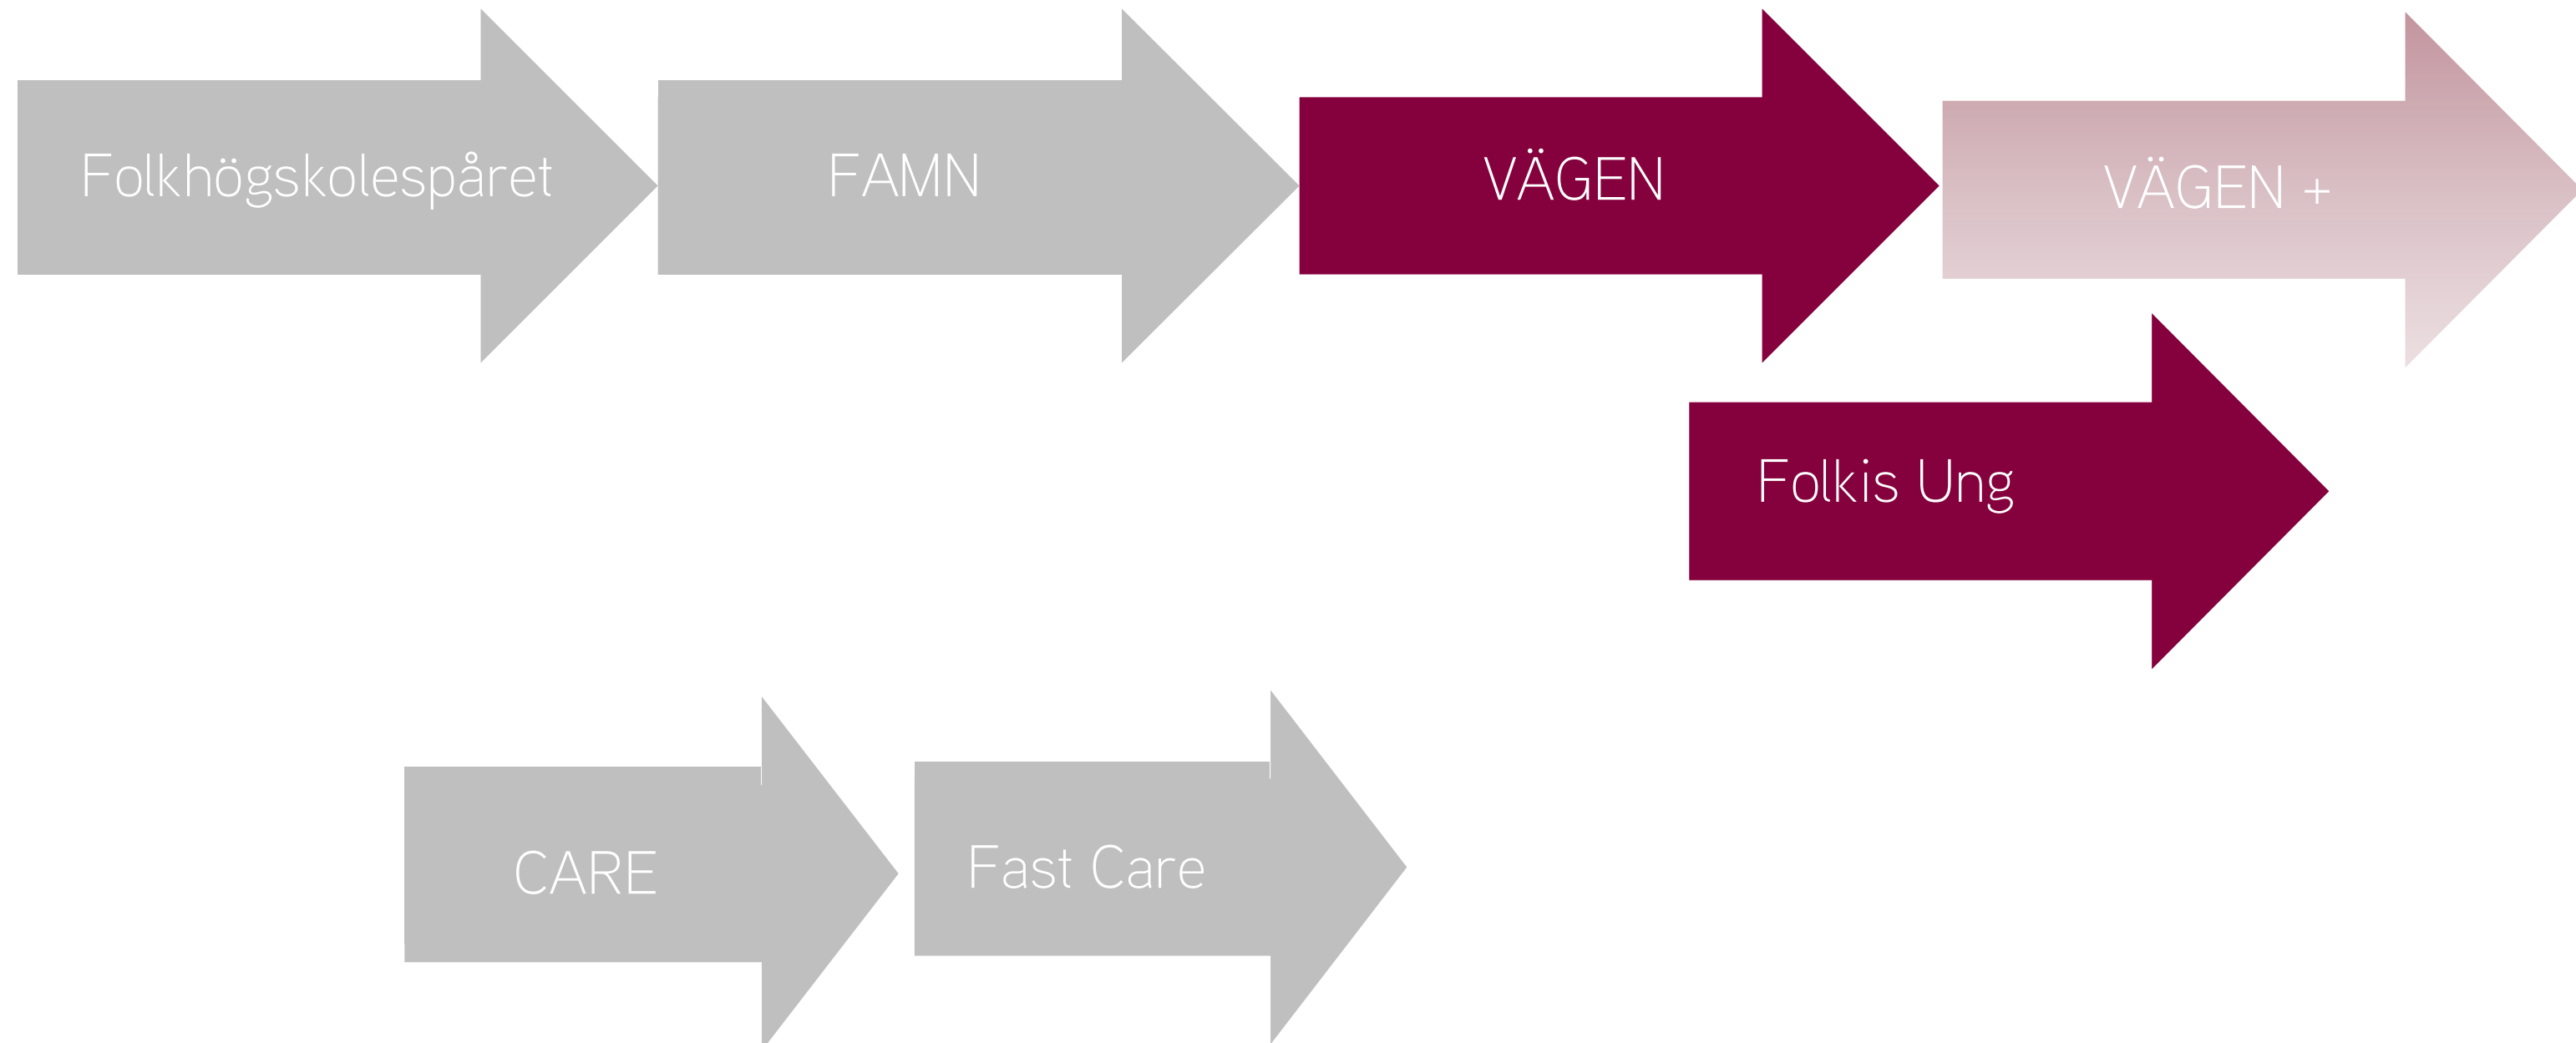 Folkhögskolespåret
FAMN
VÄGEN
VÄGEN +
Folkis Ung
CARE
Fast Care